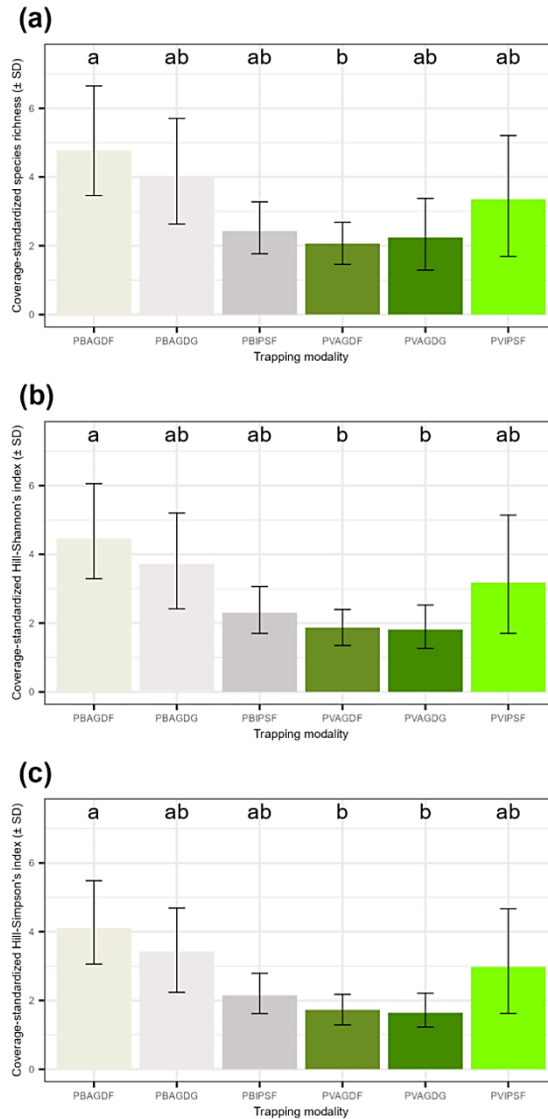 (a)
Coverage-standardized species richness (± SD)
a ab ab b ab ab
6
4
2
0
PBAGDF PBAGDG PBIPSF PVAGDF PVAGDG PVIPSF
Trapping modality
(b)
Coverage-standardized Hill-Shannon's index (± SD)
a ab ab b b ab
6
4
2
0
PBAGDF PBAGDG PBIPSF PVAGDF PVAGDG PVIPSF
Trapping modality
(c)
Coverage-standardized Hill-Simpson's index (± SD)
a ab ab b b ab
6
4
2
0
PBAGDF PBAGDG PBIPSF PVAGDF PVAGDG PVIPSF
Trapping modality